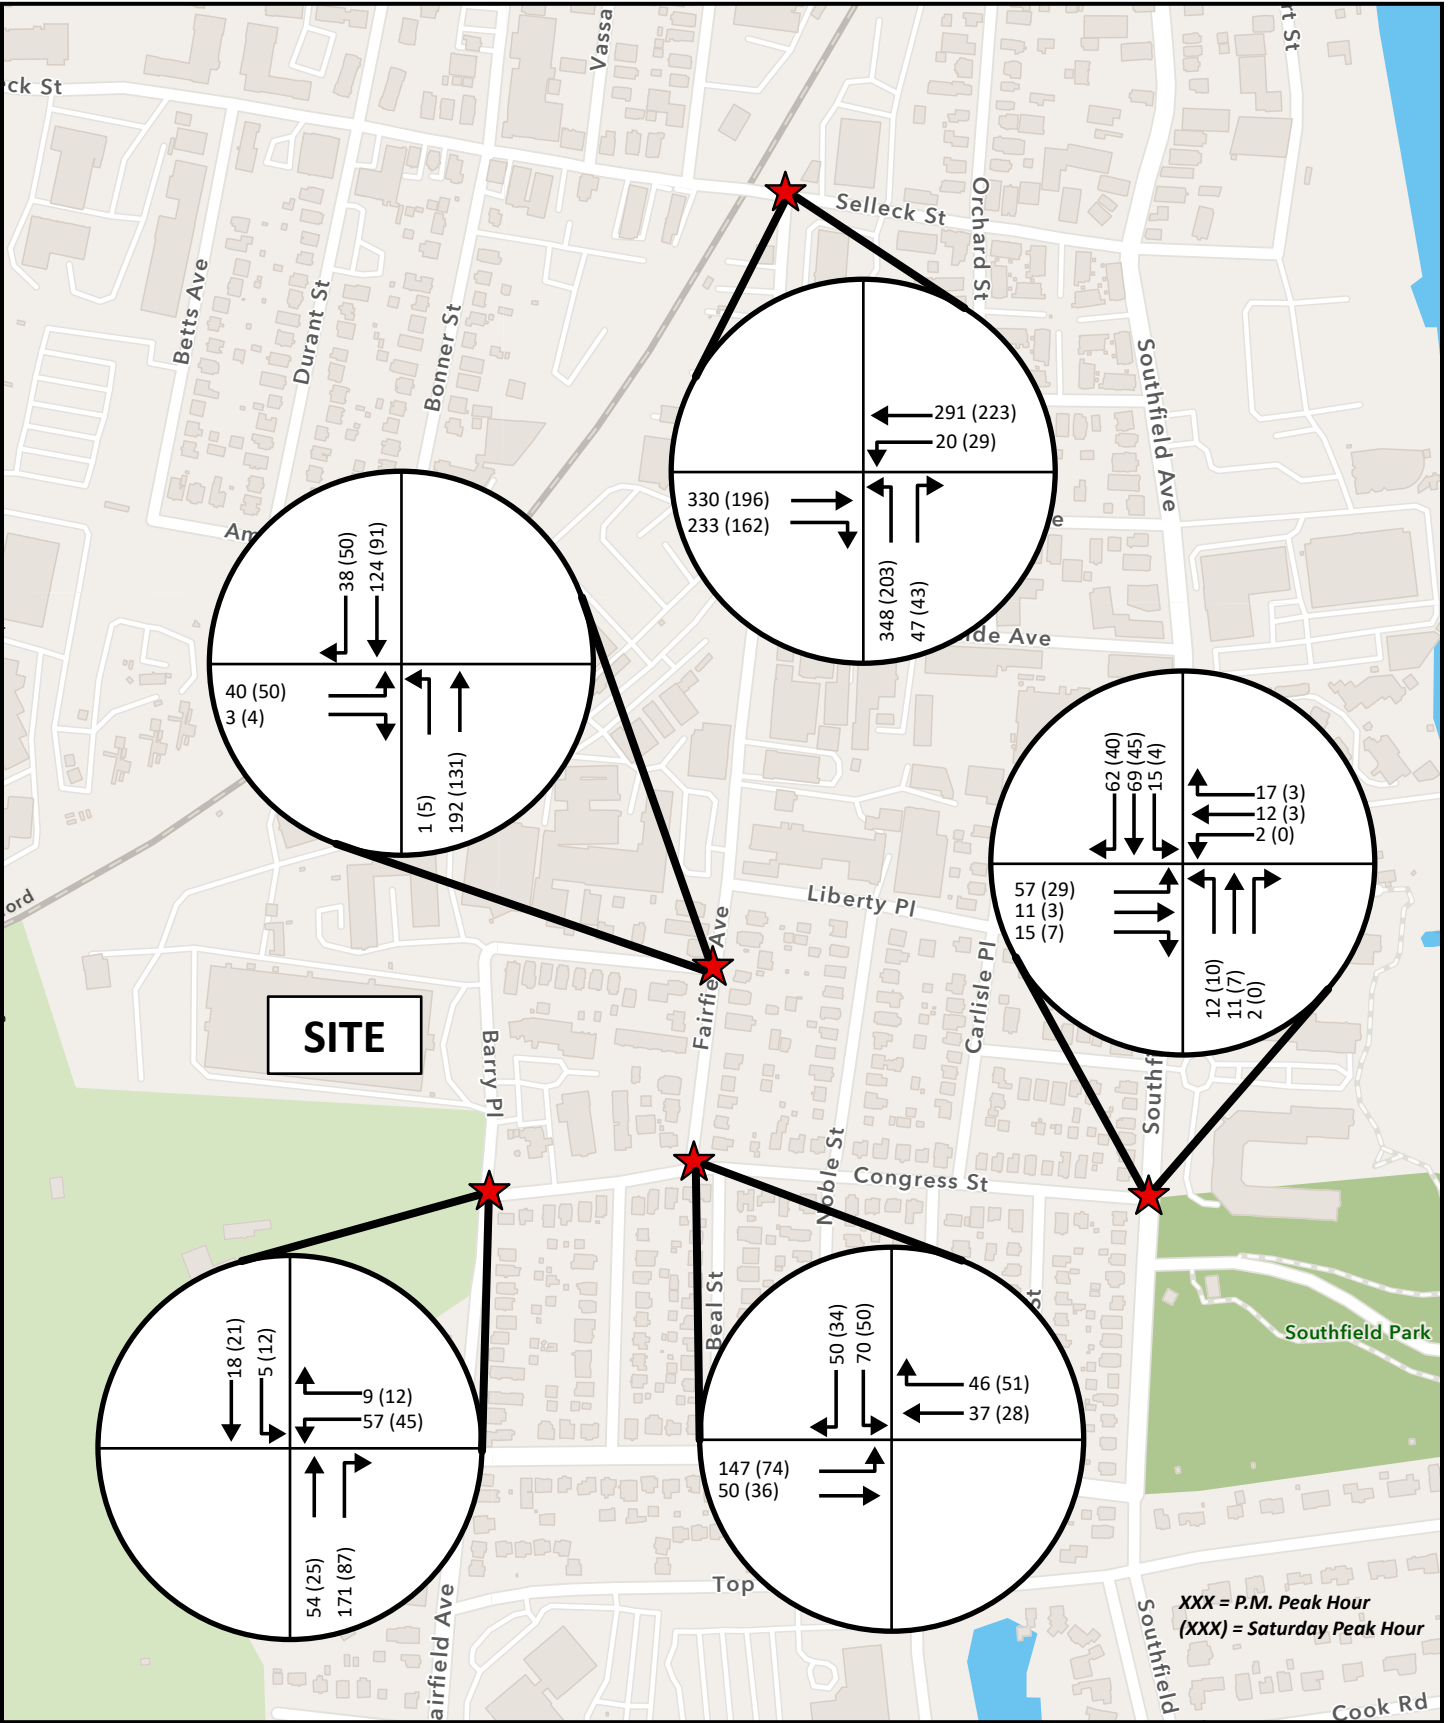 Vassa
rt St
ck St
Selleck St
Orchard St
Betts Ave
Durant St
Bonner St
Southfield Ave
291 (223)
20 (29)
330 (196)
233 (162)
348 (203)
47 (43)
Am
e
ide Ave
38 (50)
124 (91)
40 (50)
3 (4)
1 (5)
192 (131)
62 (40)
69 (45)
15 (4)
17 (3)
12 (3)
2 (0)
57 (29)
11 (3)
15 (7)
12 (10)
11 (7)
2 (0)
ord
Liberty Pl
Fairfie Ave
Carlisle Pl
SITE
Barry Pl
Southf
Noble St
Congress St
Beal St
St
Southfield Park
18 (21)
5 (12)
9 (12)
57 (45)
54 (25)
171 (87)
50 (34)
70 (50)
46 (51)
37 (28)
147 (74)
50 (36)
Top
airfield Ave
Southfield
XXX = P.M. Peak Hour
(XXX) = Saturday Peak Hour
Cook Rd